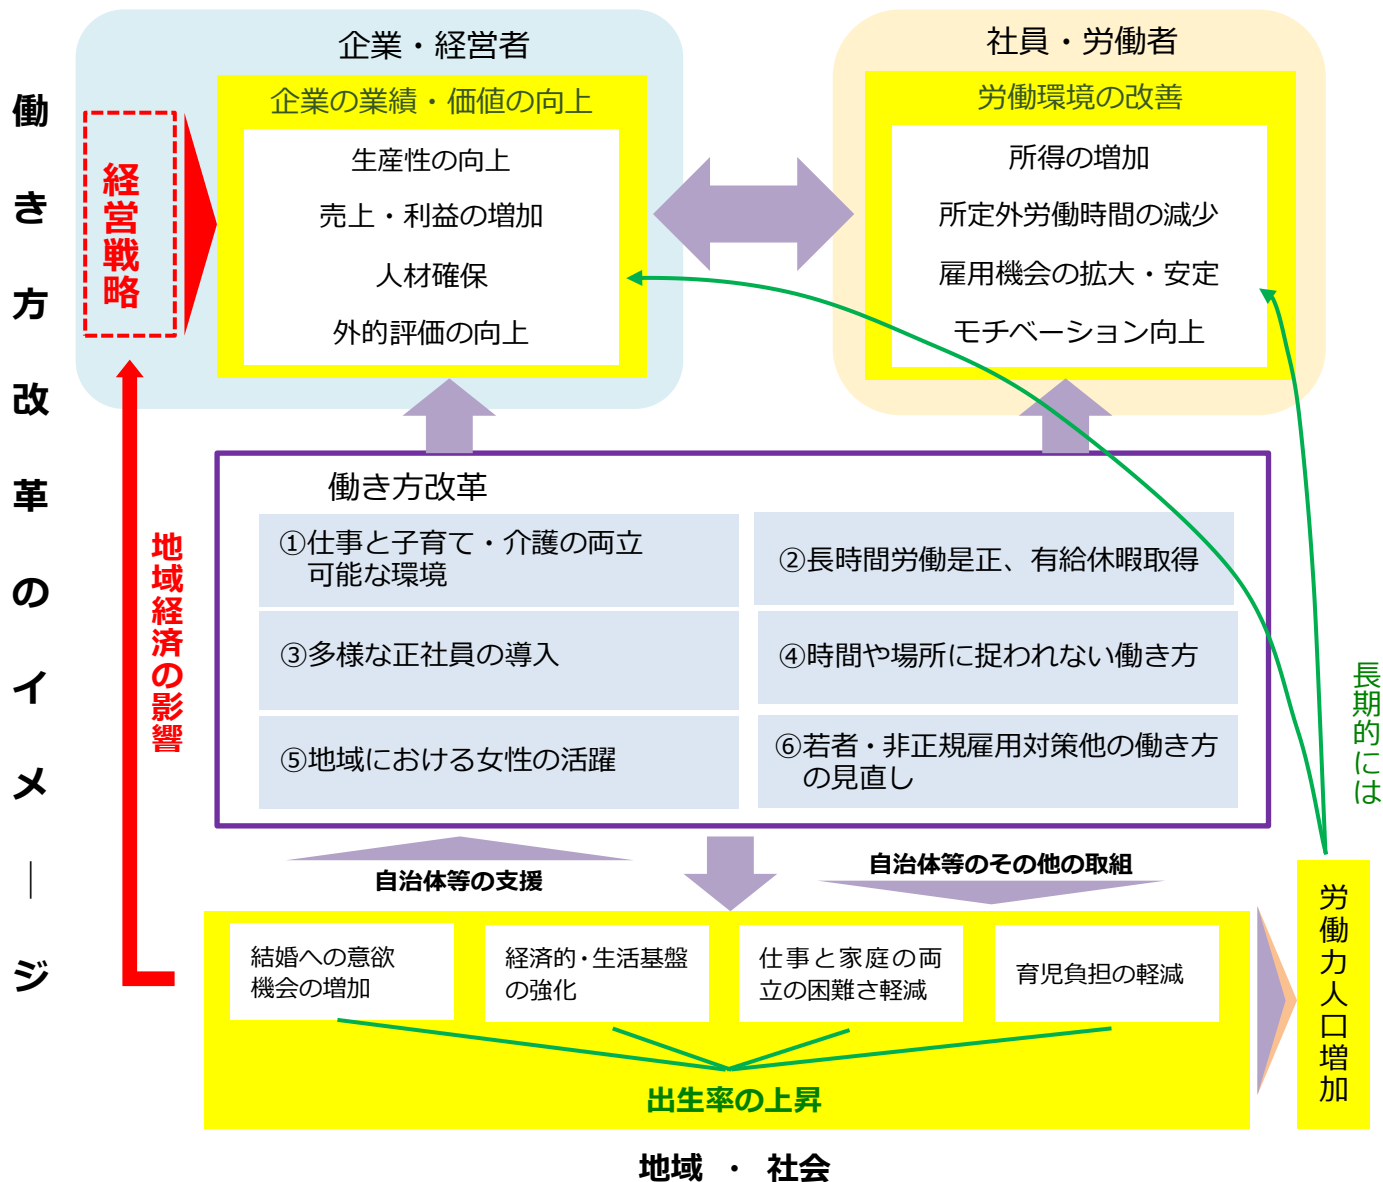 働き方改革のイメ｜ジ
企業・経営者
企業の業績・価値の向上
生産性の向上
売上・利益の増加
人材確保
外的評価の向上
経営戦略
社員・労働者
労働環境の改善
所得の増加
所定外労働時間の減少
雇用機会の拡大・安定
モチベーション向上
働き方改革
①仕事と子育て・介護の両立
可能な環境
②長時間労働是正、有給休暇取得
③多様な正社員の導入
④時間や場所に捉われない働き方
⑤地域における女性の活躍
⑥若者・非正規雇用対策他の働き方
の見直し
地域経済の影響
長期的には
自治体等の支援
自治体等のその他の取組
結婚への意欲
機会の増加
経済的・生活基盤
の強化
仕事と家庭の両
立の困難さ軽減
育児負担の軽減
出生率の上昇
労働力人口増加
地域 ・ 社会